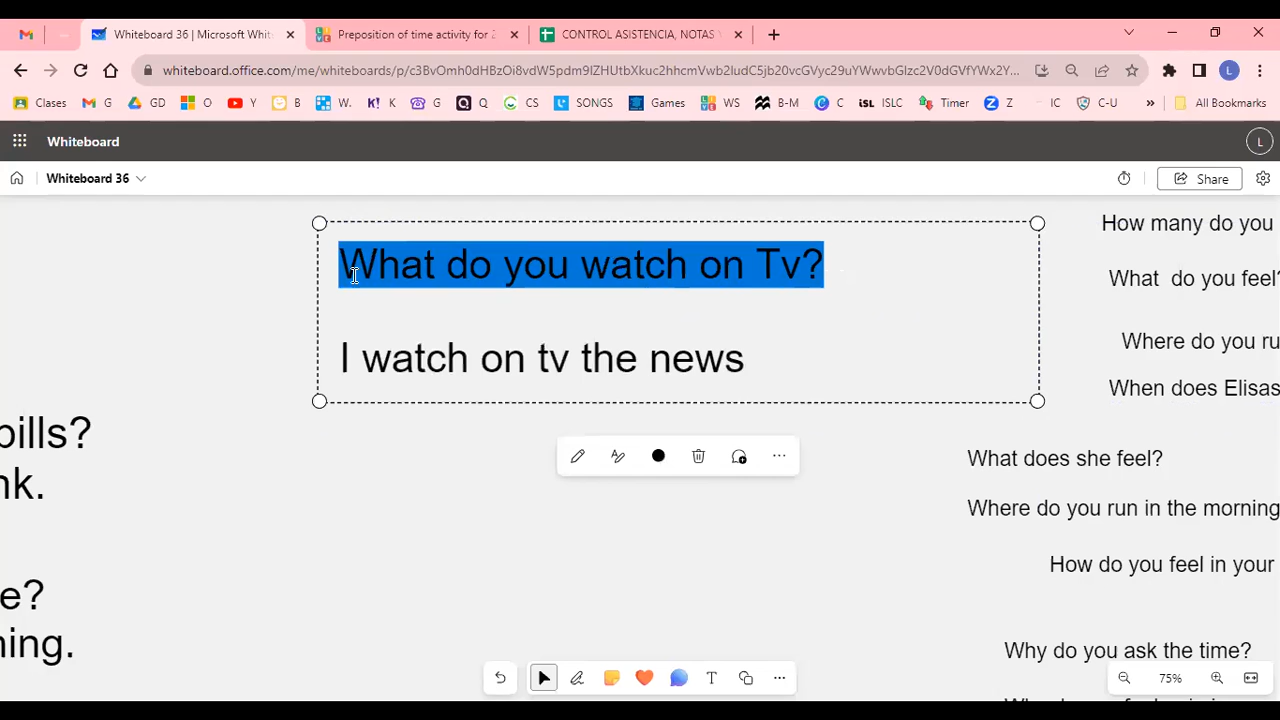 Whiteboard 36 | Microsoft Whit
Preposition of time activity for 2
CONTROL ASISTENCIA, NOTAS
whiteboard.office.com/me/whiteboards/p/
Clases
M G
GD
O
Y
B
W.
K
G
Q
CS
SONGS
Games
WS
B-M
C
ISLC
Timer
Z
IC
C-U
»
All Bookmarks
L
Whiteboard
L
Whiteboard 36
Share
What do you watch on Tv?
I watch on tv the news
How many do you
What do you feel?
Where do you ru
When does Elisas
bills?
nk.
What does she feel?
Where do you run in the morning
How do you feel in your
e?
ning.
Why do you ask the time?
75%